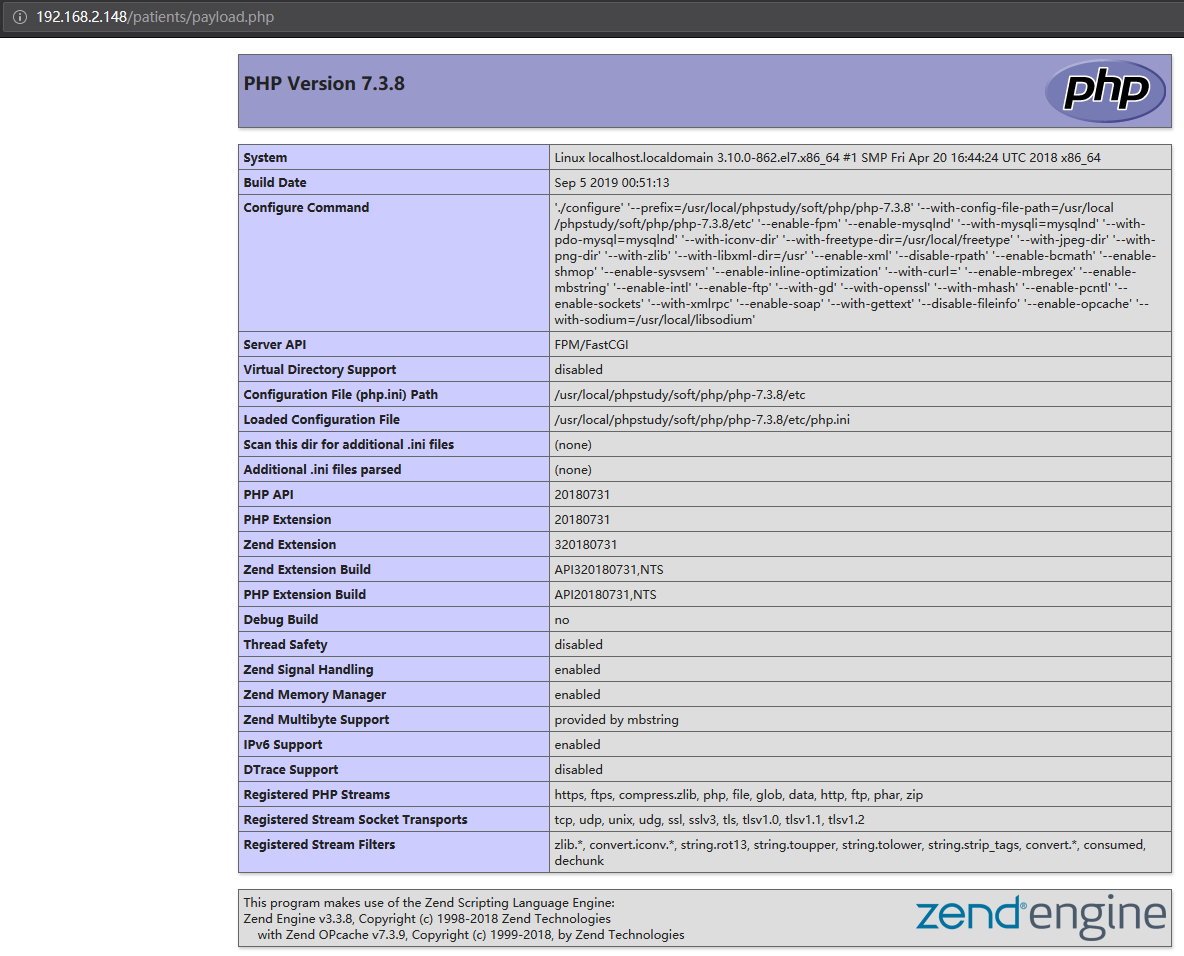 192.168.2.148/patients/payload.php
PHP Version 7.3.8
php
System Linux localhost.localdomain 3.10.0-862.el7.x86_64 #1 SMP Fri Apr 20 16:44:24 UTC 2018 x86_64
Build Date Sep 5 2019 00:51:13
Configure Command './configure' '--prefix=/usr/local/phpstudy/soft/php/php-7.3.8' '--with-config-file-path=/usr/local
/phpstudy/soft/php/php-7.3.8/etc' '--enable-fpm' '--enable-mysqlnd' '--with-mysqli=mysqlnd' '--with-
pdo-mysql=mysqlnd' '--with-iconv-dir' '--with-freetype-dir=/usr/local/freetype' '--with-jpeg-dir' '--with-
png-dir' '--with-zlib' '--with-libxml-dir=/usr' '--enable-xml' '--disable-rpath' '--enable-bcmath' '--enable-
shmop' '--enable-sysvsem' '--enable-inline-optimization' '--with-curl=' '--enable-mbregex' '--enable-
mbstring' '--enable-intl' '--enable-ftp' '--with-gd' '--with-openssl' '--with-mhash' '--enable-pcntl' '--
enable-sockets' '--with-xmlrpc' '--enable-soap' '--with-gettext' '--disable-fileinfo' '--enable-opcache' '--
with-sodium=/usr/local/libsodium'
Server API FPM/FastCGI
Virtual Directory Support disabled
Configuration File (php.ini) Path /usr/local/phpstudy/soft/php/php-7.3.8/etc
Loaded Configuration File /usr/local/phpstudy/soft/php/php-7.3.8/etc/php.ini
Scan this dir for additional .ini files (none)
Additional .ini files parsed (none)
PHP API 20180731
PHP Extension 20180731
Zend Extension 320180731
Zend Extension Build API320180731,NTS
PHP Extension Build API20180731,NTS
Debug Build no
Thread Safety disabled
Zend Signal Handling enabled
Zend Memory Manager enabled
Zend Multibyte Support provided by mbstring
IPv6 Support enabled
DTrace Support disabled
Registered PHP Streams https, ftps, compress.zlib, php, file, glob, data, http, ftp, phar, zip
Registered Stream Socket Transports tcp, udp, unix, udg, ssl, sslv3, tls, tlsv1.0, tlsv1.1, tlsv1.2
Registered Stream Filters zlib.*, convert.iconv.*, string.rot13, string.toupper, string.tolower, string.strip_tags, convert.*, consumed,
dechunk
This program makes use of the Zend Scripting Language Engine:
Zend Engine v3.3.8, Copyright (c) 1998-2018 Zend Technologies
with Zend OPcache v7.3.9, Copyright (c) 1999-2018, by Zend Technologies
zend® engine